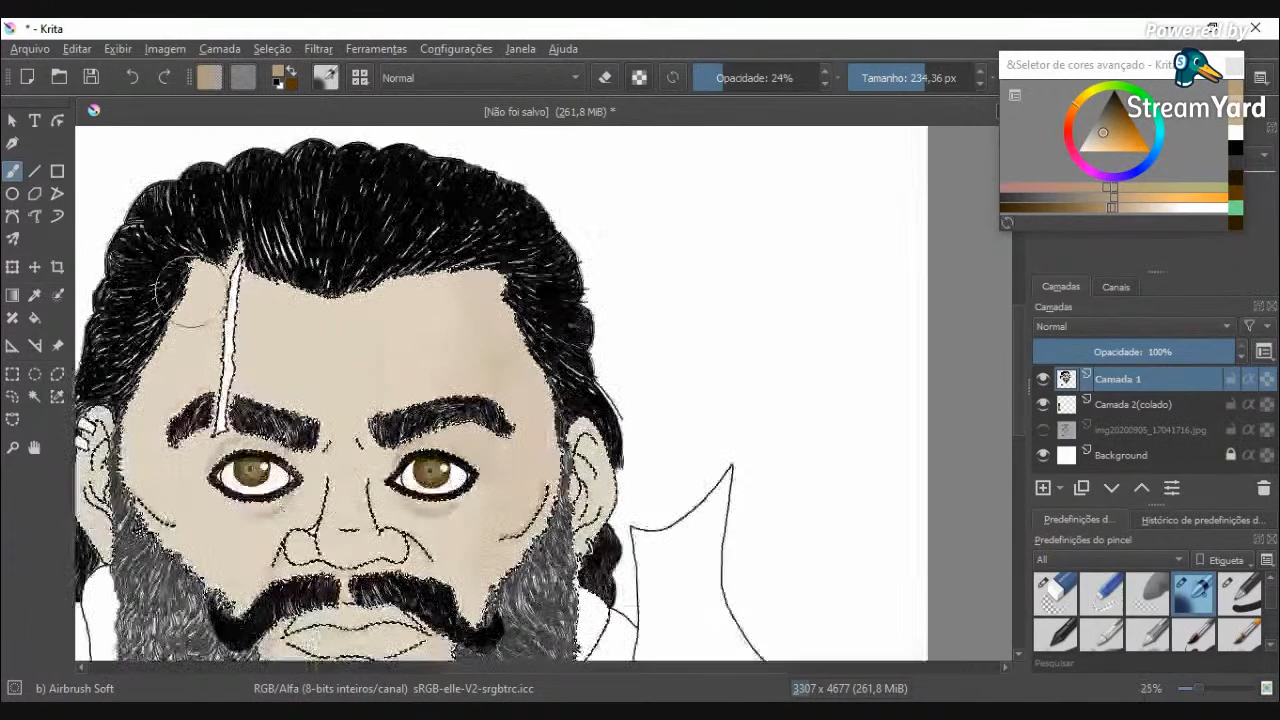 * - Krita
Powered by
Arquivo Editar Exibir Imagem Camada Seleção Filtrar Ferramentas Configurações Janela Ajuda
Normal
Opacidade: 24%
Tamanho: 234,36 px
&Seletor de cores avançado - Krita
StreamYard
[Não foi salvo] (261,8 MiB) *
Camadas Canais
Camadas
Normal
Opacidade: 100%
Camada 1
Camada 2(colado)
img20200905_17041716.jpg
Background
Predefinições d... Histórico de predefinições d...
Predefinições do pincel
All
Etiqueta
Pesquisar
b) Airbrush Soft
RGB/Alfa (8-bits inteiros/canal) sRGB-elle-V2-srgbtrc.icc
3307 x 4677 (261,8 MiB)
25%